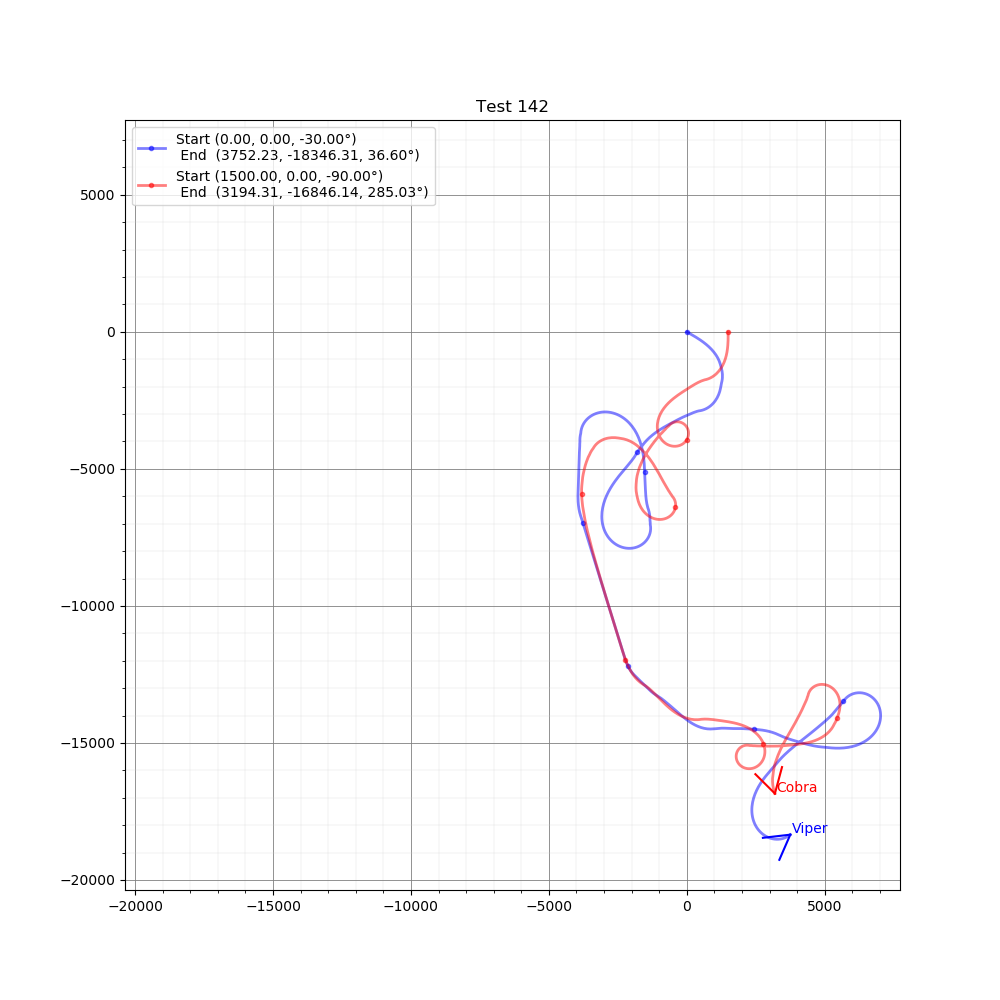 Test 142
Start (0.00, 0.00, -30.00°)
End  (3752.23, -18346.31, 36.60°)
Start (1500.00, 0.00, -90.00°)
End  (3194.31, -16846.14, 285.03°)
5000
0
−5000
−10000
−15000
−20000
Cobra
Viper
−20000 −15000 −10000 −5000 0 5000